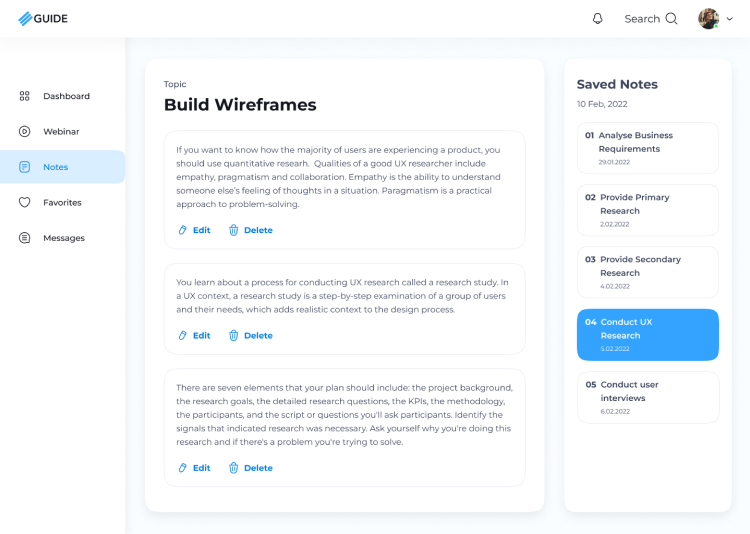 GUIDE
Search
Dashboard
Webinar
Notes
Favorites
Messages
Topic
Build Wireframes
If you want to know how the majority of users are experiencing a product, you
should use quantitative researh.  Qualities of a good UX researcher include
empathy, pragmatism and collaboration. Empathy is the ability to understand
someone else's feeling of thoughts in a situation. Paragmatism is a practical
approach to problem-solving.
Edit
Delete
You learn about a process for conducting UX research called a research study. In
a UX context, a research study is a step-by-step examination of a group of users
and their needs, which adds realistic context to the design process.
Edit
Delete
There are seven elements that your plan should include: the project background,
the research goals, the detailed research questions, the KPIs, the methodology,
the participants, and the script or questions you'll ask participants. Identify the
signals that indicated research was necessary. Ask yourself why you're doing this
research and if there's a problem you're trying to solve.
Edit
Delete
Saved Notes
10 Feb, 2022
01 Analyse Business
Requirements
29.01.2022
02 Provide Primary
Research
2.02.2022
03 Provide Secondary
Research
4.02.2022
04 Conduct UX
Research
5.02.2022
05 Conduct user
interviews
6.02.2022